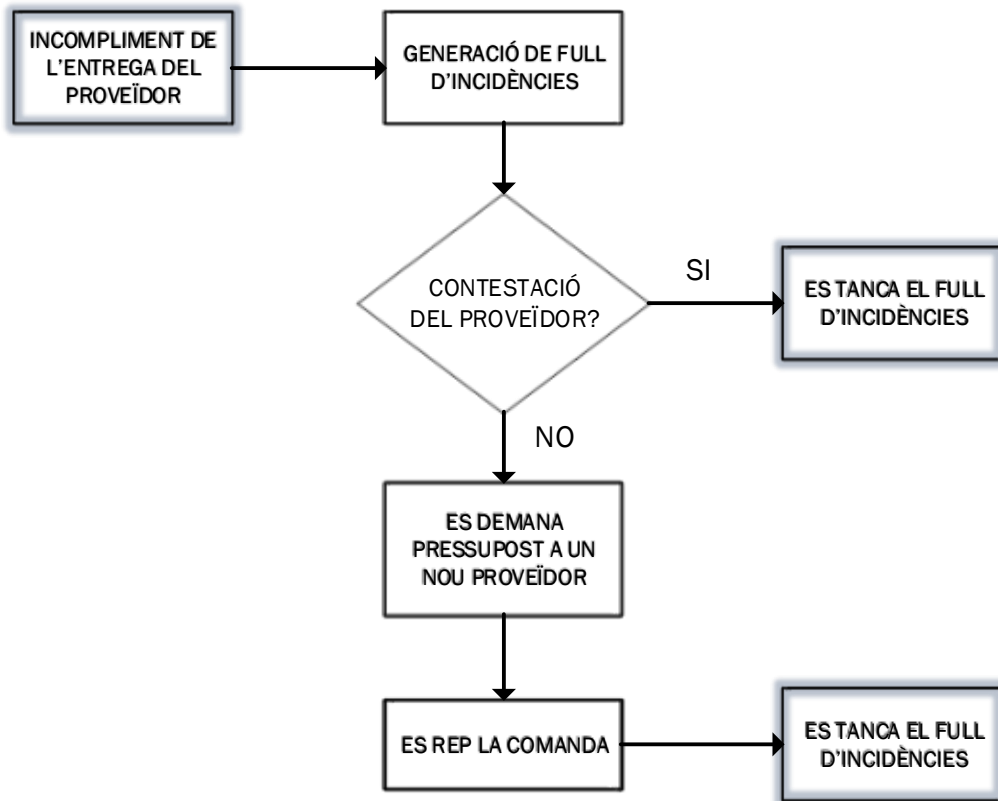 INCOMPLIMENT DE
L'ENTREGA DEL
PROVEÏDOR
GENERACIÓ DE FULL
D'INCIDÈNCIES
CONTESTACIÓ
DEL PROVEÏDOR?
SI
ES TANCA EL FULL
D'INCIDÈNCIES
NO
ES DEMANA
PRESSUPOST A UN
NOU PROVEÏDOR
ES REP LA COMANDA
ES TANCA EL FULL
D'INCIDÈNCIES